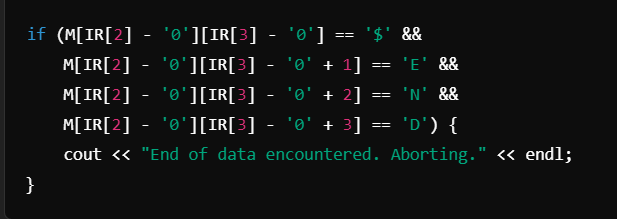 if (M[IR[2] - '0'][IR[3] - '0'] == '$' &&
    M[IR[2] - '0'][IR[3] - '0' + 1] == 'E' &&
    M[IR[2] - '0'][IR[3] - '0' + 2] == 'N' &&
    M[IR[2] - '0'][IR[3] - '0' + 3] == 'D') {
    cout << "End of data encountered. Aborting." << endl;
}